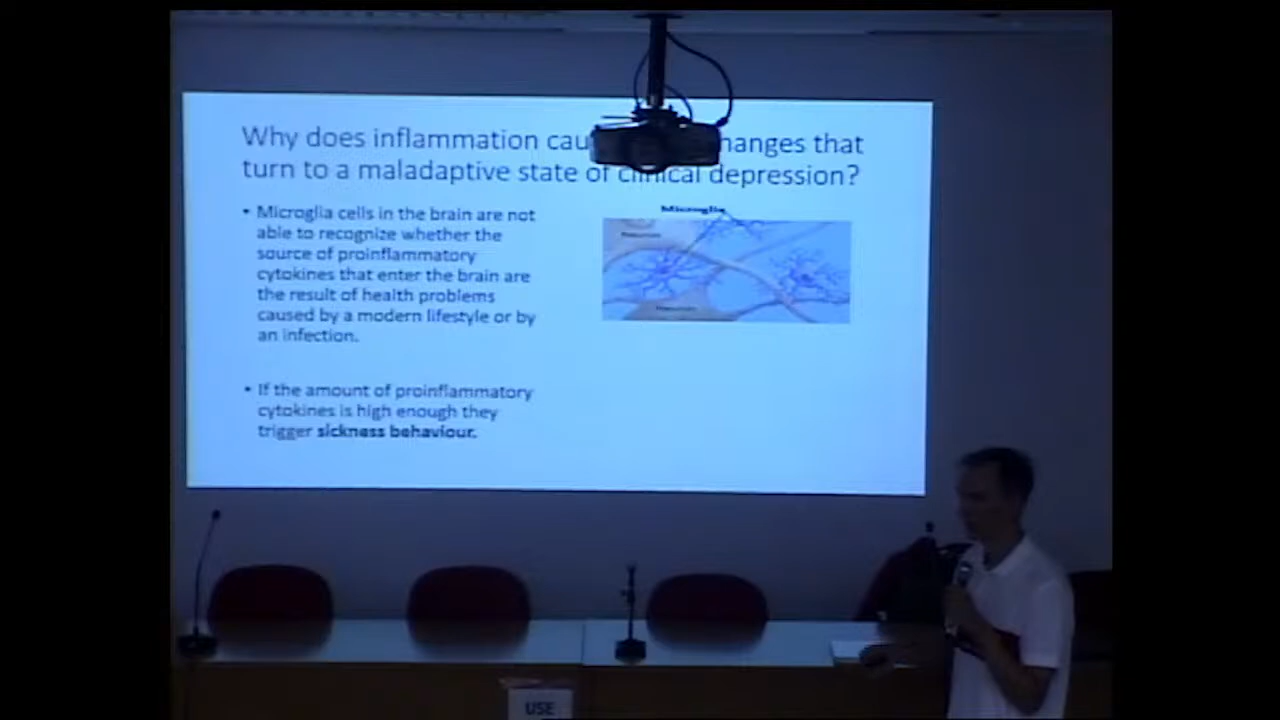 Why does inflammation cau hanges that
turn to a maladaptive state of clinical depression?
• Microglia cells in the brain are not
able to recognize whether the
source of proinflammatory
cytokines that enter the brain are
the result of health problems
caused by a modern lifestyle or by
an infection.
• If the amount of proinflammatory
cytokines is high enough they
trigger sickness behaviour.
Microglia
Neuron
USE